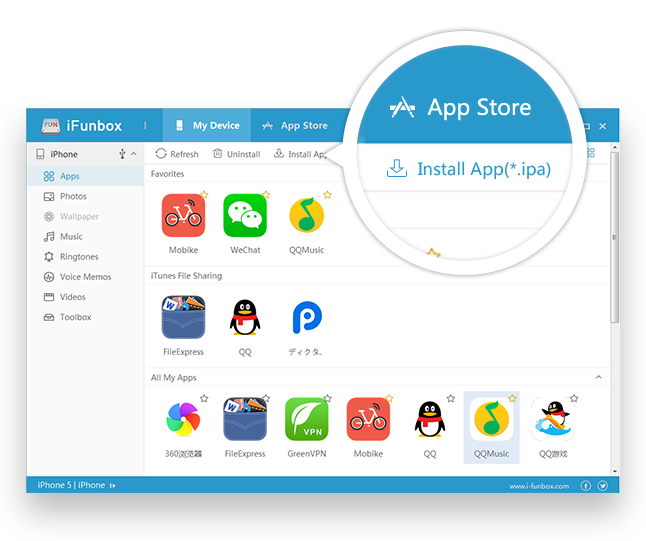 App Store
Install App(*.ipa)
FUN iFunbox
My Device
App Store
iPhone
Refresh
Uninstall
Install App
Apps
Photos
Wallpaper
Music
Ringtones
Voice Memos
Videos
Toolbox
Favorites
Mobike
WeChat
QQMusic
iTunes File Sharing
W
FileExpress
QQ
ディクタ..
All My Apps
360浏览器
W
FileExpress
VPN
GreenVPN
Mobike
QQ
QQMusic
QQ游戏
iPhone 5 | iPhone
www.i-funbox.com